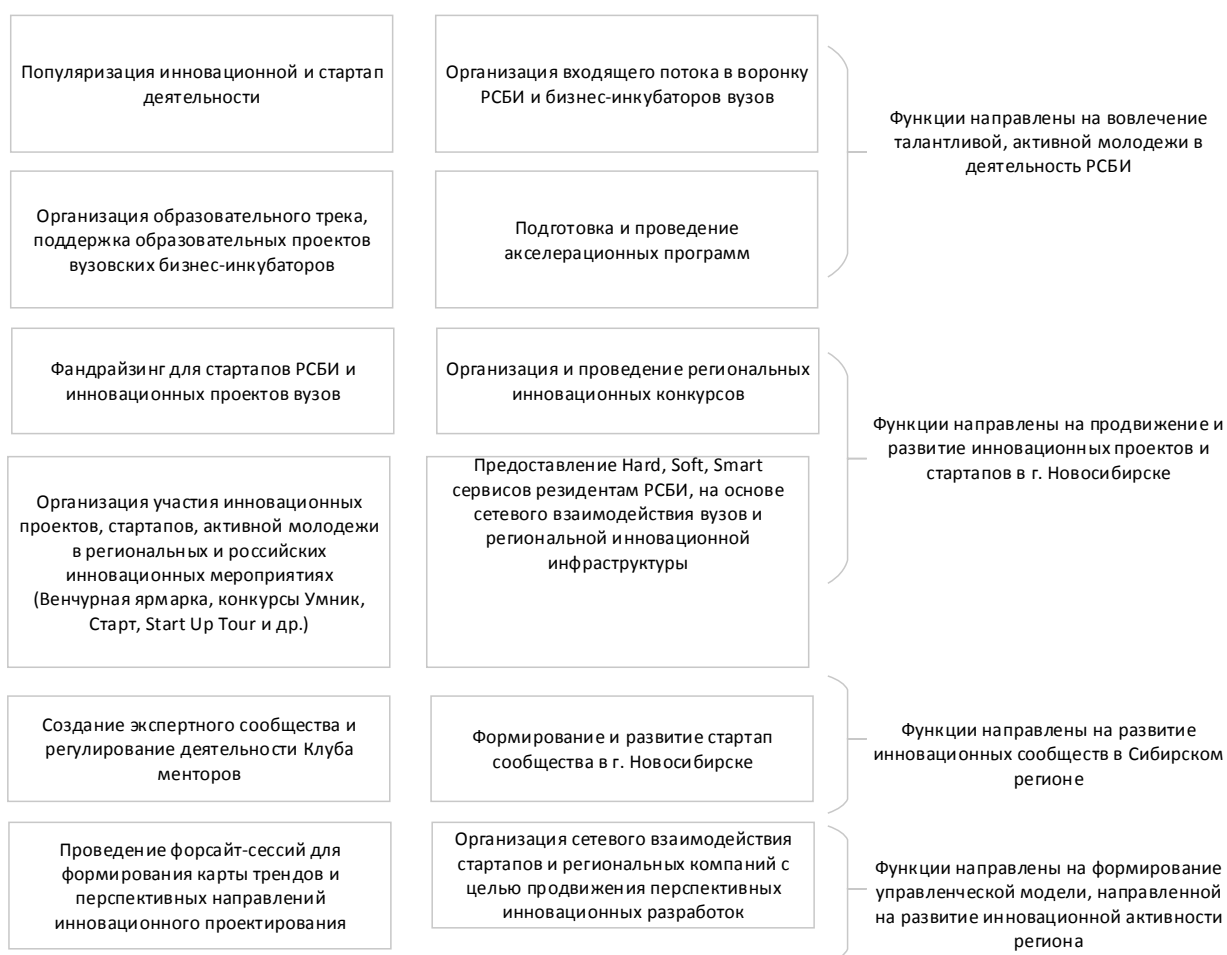 Популяризация инновационной и стартап
деятельности
Организация входящего потока в воронку
РСБИ и бизнес-инкубаторов вузов
Функции направлены на вовлечение
талантливой, активной молодежи в
деятельность РСБИ
Организация образовательного трека,
поддержка образовательных проектов
вузовских бизнес-инкубаторов
Подготовка и проведение
акселерационных программ
Фандрайзинг для стартапов РСБИ и
инновационных проектов вузов
Организация и проведение региональных
инновационных конкурсов
Функции направлены на продвижение и
развитие инновационных проектов и
стартапов в г. Новосибирске
Организация участия инновационных
проектов, стартапов, активной молодежи
в региональных и российских
инновационных мероприятиях
(Венчурная ярмарка, конкурсы Умник,
Старт, Start Up Tour и др.)
Предоставление Hard, Soft, Smart
сервисов резидентам РСБИ, на основе
сетевого взаимодействия вузов и
региональной инновационной
инфраструктуры
Создание экспертного сообщества и
регулирование деятельности Клуба
менторов
Формирование и развитие стартап
сообщества в г. Новосибирске
Функции направлены на развитие
инновационных сообществ в Сибирском
регионе
Проведение форсайт-сессий для
формирования карты трендов и
перспективных направлений
инновационного проектирования
Организация сетевого взаимодействия
стартапов и региональных компаний с
целью продвижения перспективных
инновационных разработок
Функции направлены на формирование
управленческой модели, направленной
на развитие инновационной активности
региона